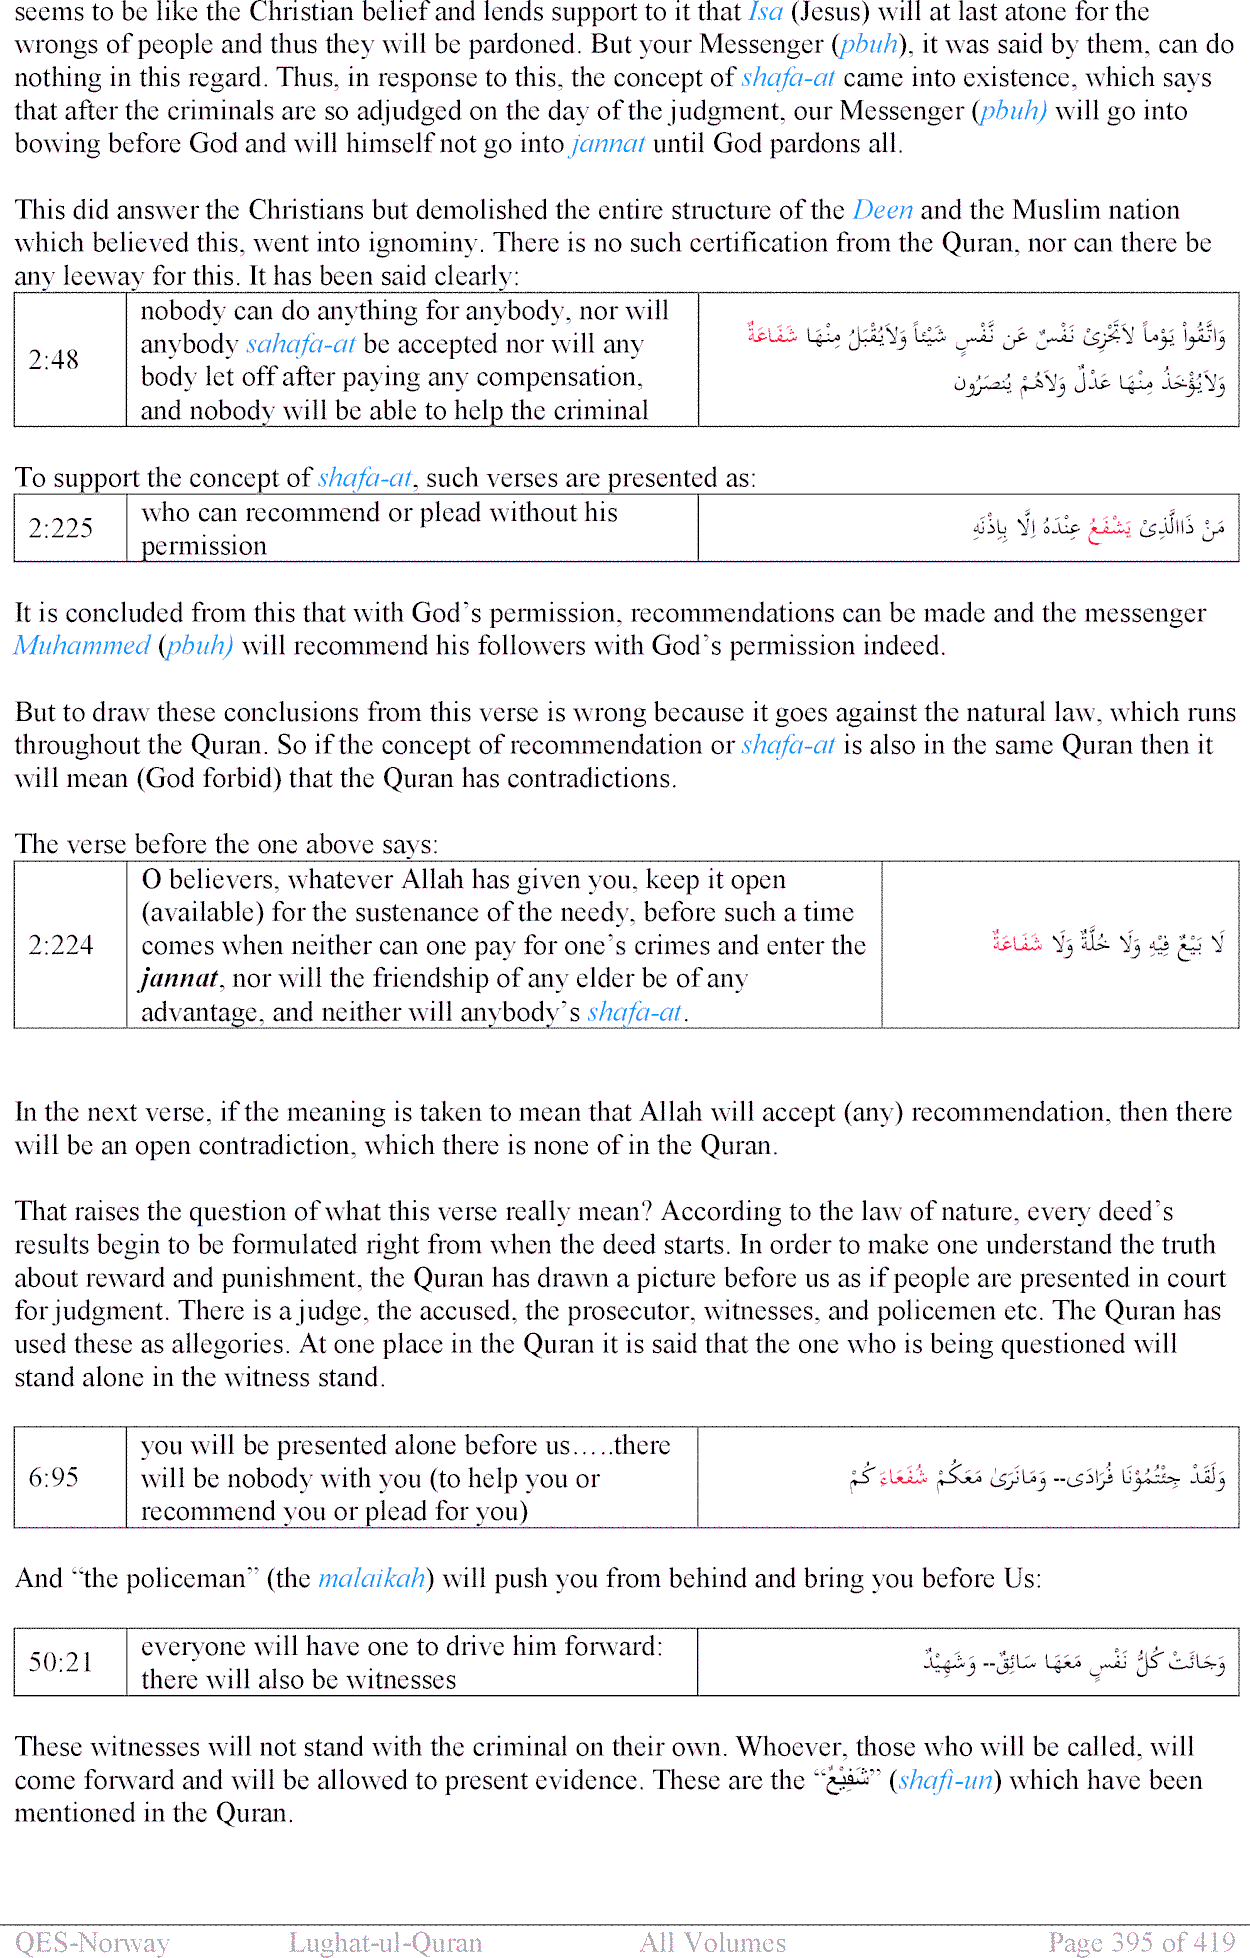 seems to be like the Christian belief and lends support to it that Isa (Jesus) will at last atone for the
wrongs of people and thus they will be pardoned. But your Messenger (pbuh), it was said by them, can do
nothing in this regard. Thus, in response to this, the concept of shafa-at came into existence, which says
that after the criminals are so adjudged on the day of the judgment, our Messenger (pbuh) will go into
bowing before God and will himself not go into jannat until God pardons all.
This did answer the Christians but demolished the entire structure of the Deen and the Muslim nation
which believed this, went into ignominy. There is no such certification from the Quran, nor can there be
any leeway for this. It has been said clearly:
2:48
nobody can do anything for anybody, nor will
anybody sahafa-at be accepted nor will any
body let off after paying any compensation,
and nobody will be able to help the criminal
وَاتَّقُواْ يَوْماً لاَتَّجْزِىْ نَفْسٌ عَن نَّفْسٍ شَيْئاً وَلاَيُقْبَلُ مِنْهَا شَفَاعَةٌ
وَلاَيُؤْخَذُ مِنْهَا عَدْلٌ وَلاَهُمْ يُنصَرُون
To support the concept of shafa-at, such verses are presented as:
2:225
who can recommend or plead without his
permission
مَنْ ذَاالَّذِىْ يَشْفَعُ عِنْدَهُ اِلَّا بِاِذْنَهِ
It is concluded from this that with God’s permission, recommendations can be made and the messenger
Muhammed (pbuh) will recommend his followers with God’s permission indeed.
But to draw these conclusions from this verse is wrong because it goes against the natural law, which runs
throughout the Quran. So if the concept of recommendation or shafa-at is also in the same Quran then it
will mean (God forbid) that the Quran has contradictions.
The verse before the one above says:
2:224
O believers, whatever Allah has given you, keep it open
(available) for the sustenance of the needy, before such a time
comes when neither can one pay for one’s crimes and enter the
jannat, nor will the friendship of any elder be of any
advantage, and neither will anybody’s shafa-at.
لَا بَيْعٌ فِيْهِ وَلَا خُلَّةٌ وَلَا شَفَاعَةٌ
In the next verse, if the meaning is taken to mean that Allah will accept (any) recommendation, then there
will be an open contradiction, which there is none of in the Quran.
That raises the question of what this verse really mean? According to the law of nature, every deed’s
results begin to be formulated right from when the deed starts. In order to make one understand the truth
about reward and punishment, the Quran has drawn a picture before us as if people are presented in court
for judgment. There is a judge, the accused, the prosecutor, witnesses, and policemen etc. The Quran has
used these as allegories. At one place in the Quran it is said that the one who is being questioned will
stand alone in the witness stand.
6:95
you will be presented alone before us…..there
will be nobody with you (to help you or
recommend you or plead for you)
وَلَقَدْ جِئْتُمُوْنَا فُرَادَى-- وَمَانَرَىٰ مَعَكُمْ شُفَعَاءَ كُمْ
And “the policeman” (the malaikah) will push you from behind and bring you before Us:
50:21
everyone will have one to drive him forward:
there will also be witnesses
وَجَائَتْ كُلُّ نَفْسٍ مَعَهَا سَائِقٌ-- وَشَهِيْدٌ
These witnesses will not stand with the criminal on their own. Whoever, those who will be called, will
come forward and will be allowed to present evidence. These are the “شَفِيْعٌ” (shafi-un) which have been
mentioned in the Quran.
QES-Norway Lughat-ul-Quran All Volumes Page 395 of 419